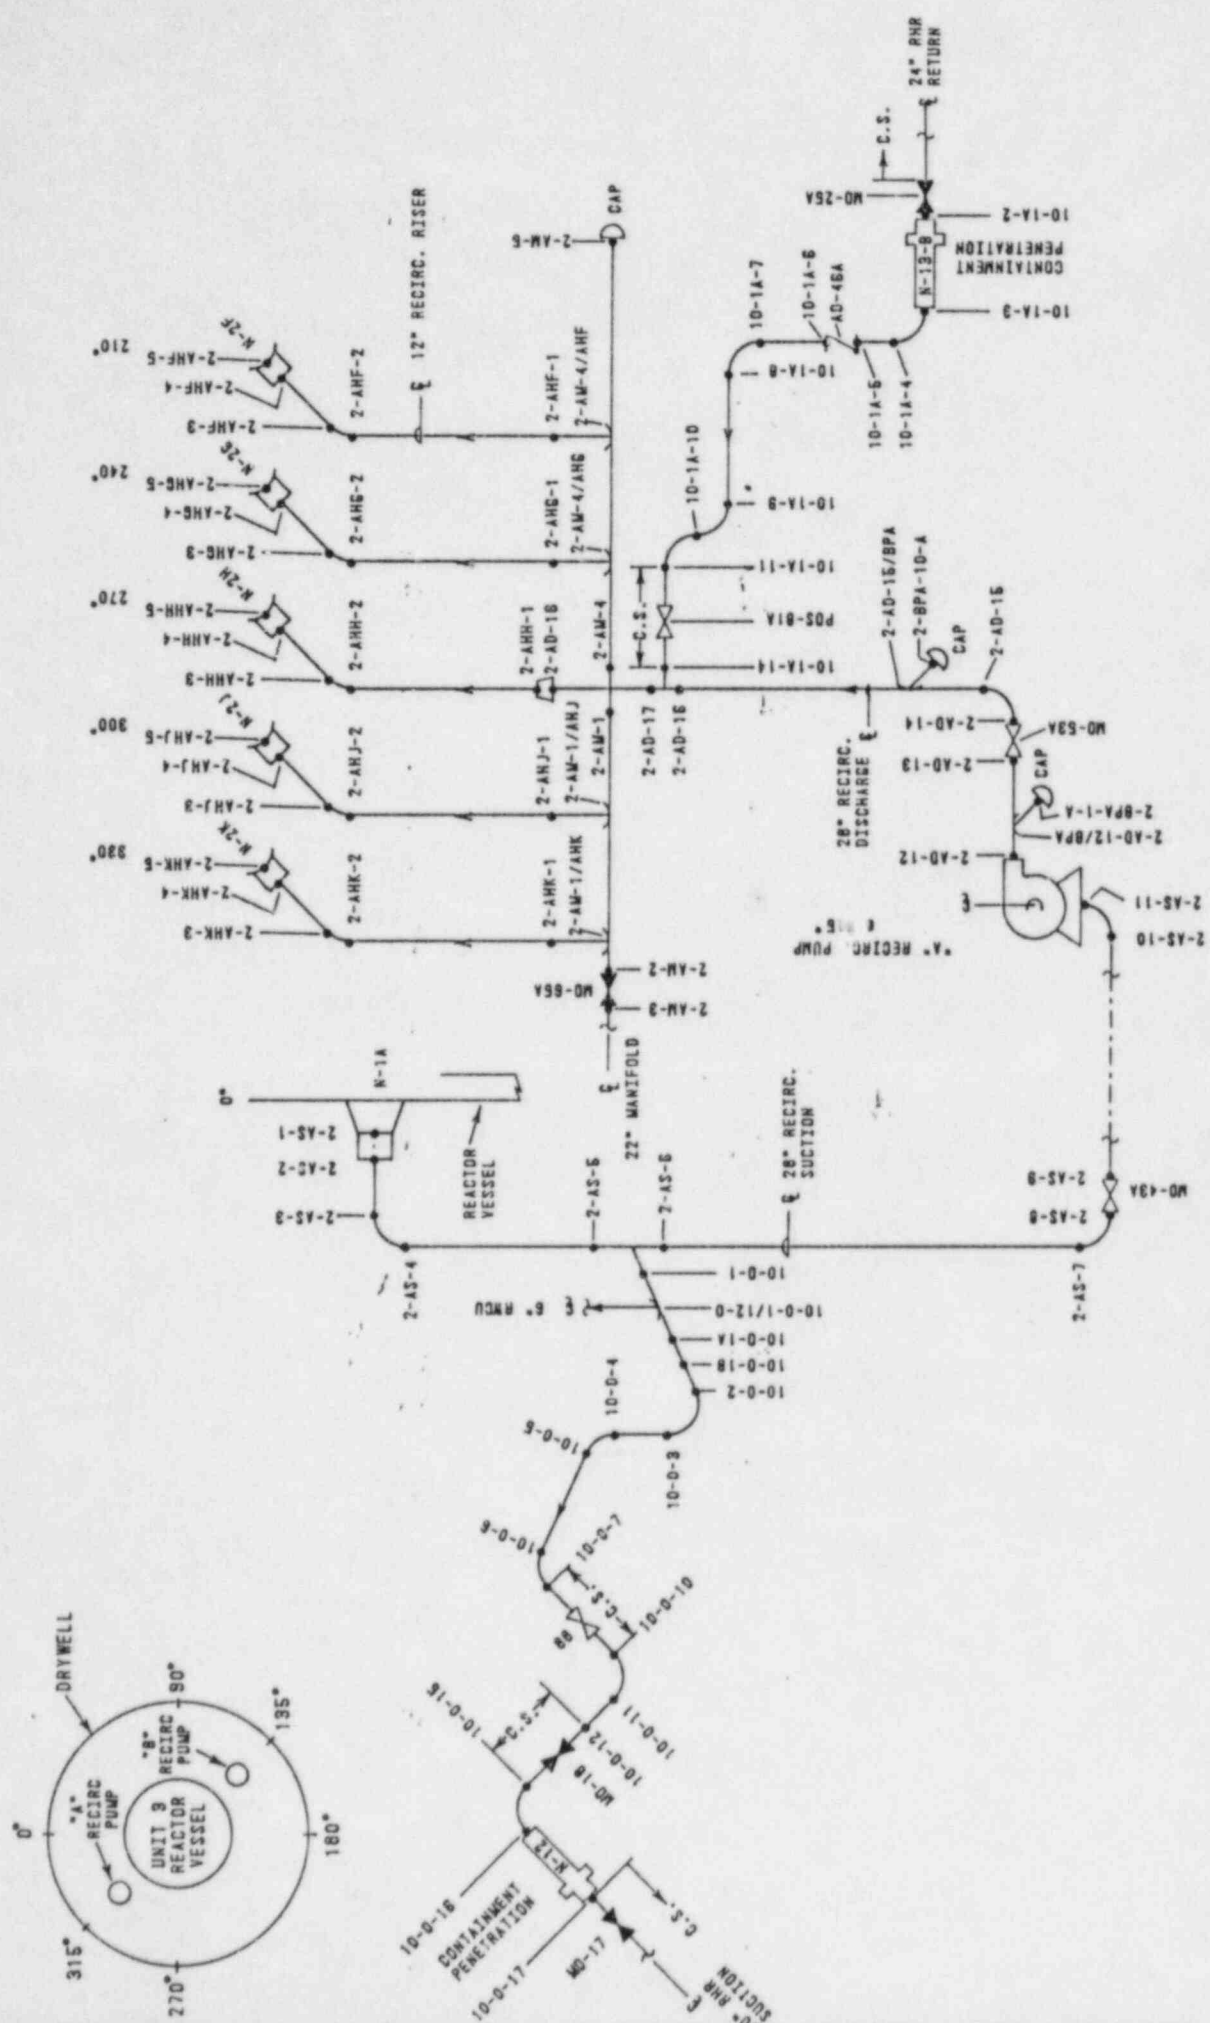 24" RHR
RETURN
C.S.
MO-25A
10-1A-2
CONTAINMENT
PENETRATION
N-13-B
10-1A-3
10-1A-4
10-1A-5
AO-46A
10-1A-6
10-1A-7
10-1A-8
10-1A-9
10-1A-10
10-1A-11
C.S.
POS-81A
10-1A-14
CAP
2-AM-5
12" RECIRC. RISER
210°
N-2F
2-AHF-5
2-AHF-4
2-AHF-3
2-AHF-2
2-AHF-1
2-AM-4/AHF
240°
N-2G
2-AHG-5
2-AHG-4
2-AHG-3
2-AHG-2
2-AHG-1
2-AM-4/AHG
270°
N-2H
2-AHH-5
2-AHH-4
2-AHH-3
2-AHH-2
2-AHH-1
2-AD-18
2-AM-4
300°
N-2J
2-AHJ-5
2-AHJ-4
2-AHJ-3
2-AHJ-2
2-AHJ-1
2-AM-1/AHJ
2-AM-1
330°
N-2K
2-AHK-5
2-AHK-4
2-AHK-3
2-AHK-2
2-AHK-1
2-AM-1/AHK
2-AM-2
MO-66A
2-AM-3
22" MANIFOLD
2-AD-17
2-AD-16
28" RECIRC.
DISCHARGE
2-AD-15/BPA
2-BPA-10-A
CAP
2-AD-15
2-AD-14
MO-53A
2-AD-13
CAP
2-BPA-1-A
2-AD-12/BPA
2-AD-12
"A" RECIRC. PUMP
2-AS-11
2-AS-10
2-AS-9
MO-43A
2-AS-8
2-AS-7
28" RECIRC.
SUCTION
0°
N-1A
2-AS-1
2-AC-2
2-AS-3
REACTOR
VESSEL
2-AS-4
2-AS-5
2-AS-6
10-0-1
6" RWCU
10-0-1/12-0
10-0-1A
10-0-1B
10-0-2
10-0-3
10-0-4
10-0-5
10-0-6
10-0-7
C.S.
88
10-0-10
10-0-11
10-0-12
MO-18
C.S.
10-0-15
10-0-16
N-12
CONTAINMENT
PENETRATION
10-0-17
MO-17
C.S.
RHR
SUCTION
DRYWELL
0°
90°
135°
180°
270°
315°
"A"
RECIRC
PUMP
"B"
RECIRC
PUMP
UNIT 3
REACTOR
VESSEL